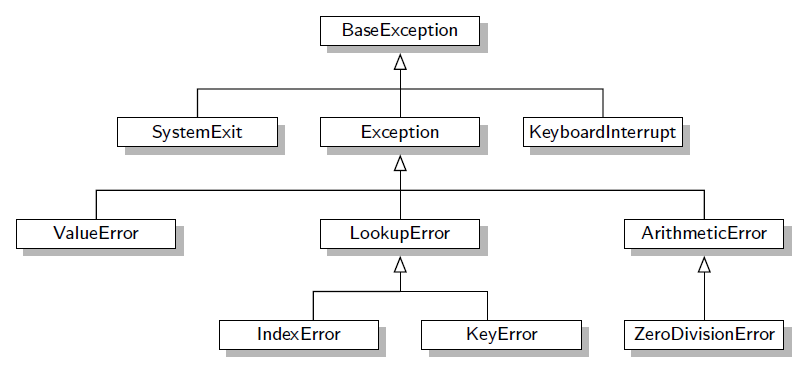 BaseException
SystemExit
Exception
KeyboardInterrupt
ValueError
LookupError
ArithmeticError
IndexError
KeyError
ZeroDivisionError